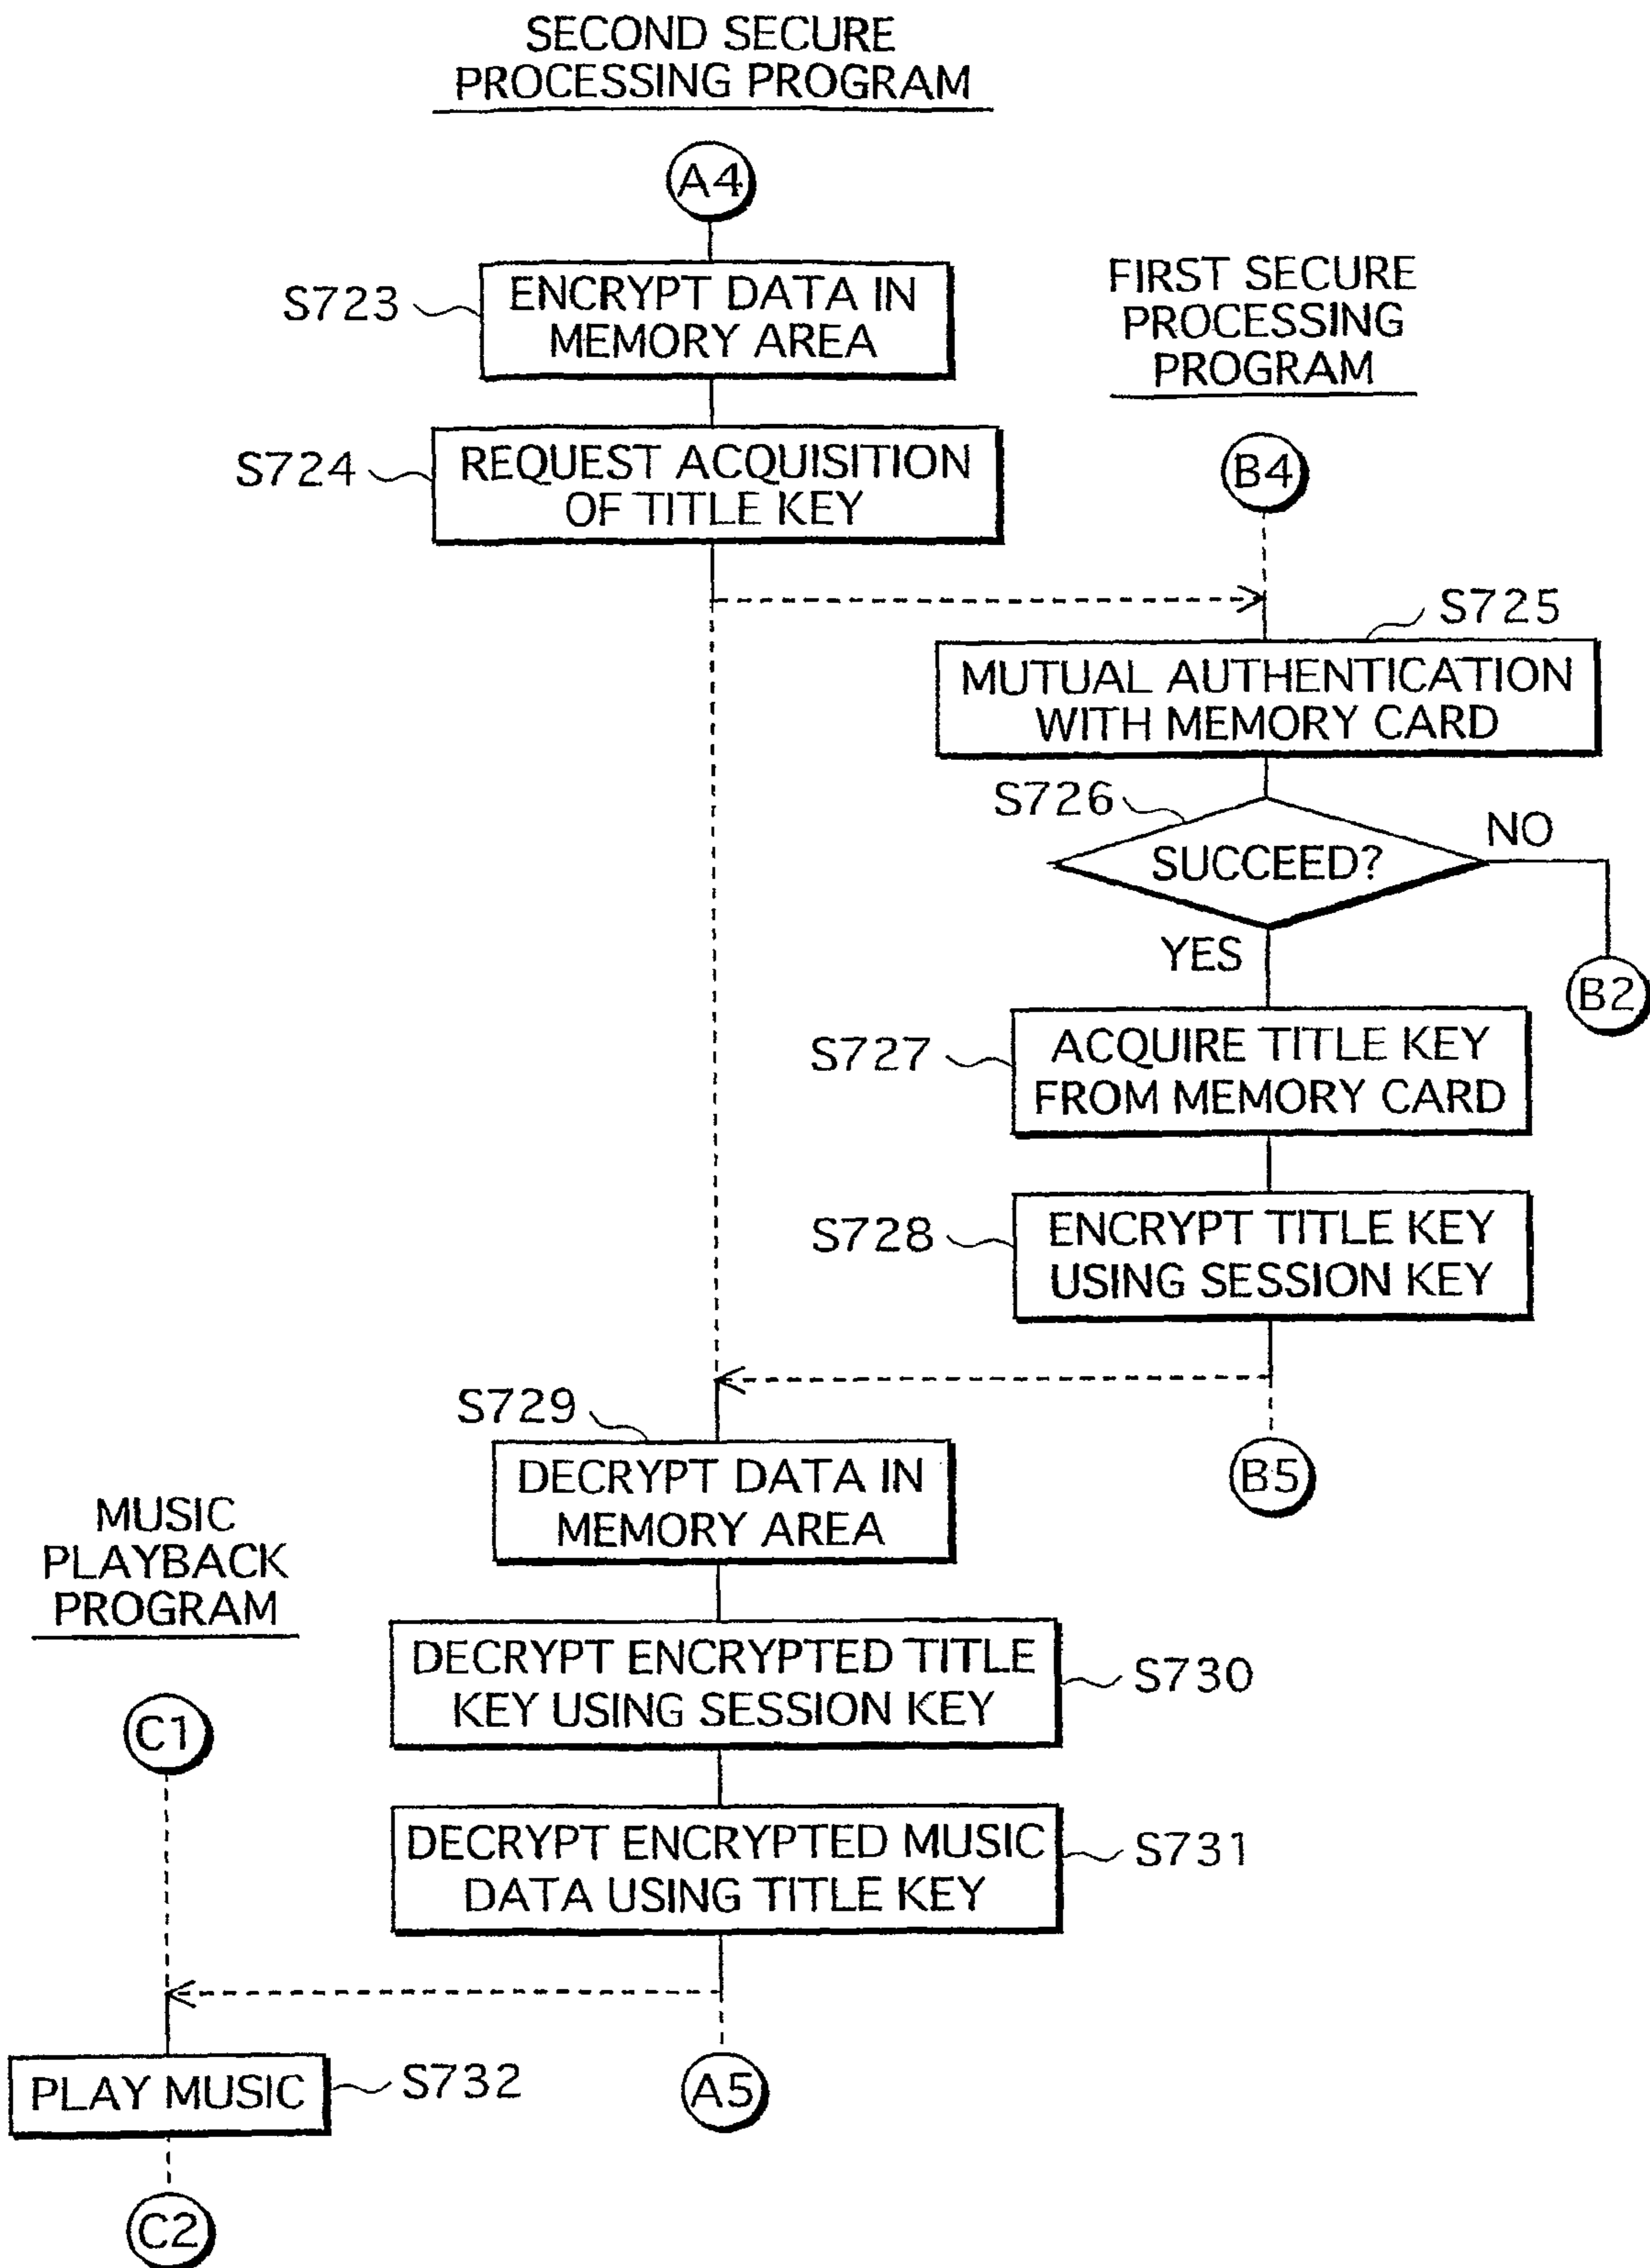 SECOND SECURE
PROCESSING PROGRAM
A4
S723
ENCRYPT DATA IN
MEMORY AREA
FIRST SECURE
PROCESSING
PROGRAM
S724
REQUEST ACQUISITION
OF TITLE KEY
B4
S725
MUTUAL AUTHENTICATION
WITH MEMORY CARD
S726
SUCCEED?
NO
YES
B2
S727
ACQUIRE TITLE KEY
FROM MEMORY CARD
S728
ENCRYPT TITLE KEY
USING SESSION KEY
S729
DECRYPT DATA IN
MEMORY AREA
B5
MUSIC
PLAYBACK
PROGRAM
DECRYPT ENCRYPTED TITLE
KEY USING SESSION KEY
S730
C1
DECRYPT ENCRYPTED MUSIC
DATA USING TITLE KEY
S731
PLAY MUSIC
S732
A5
C2